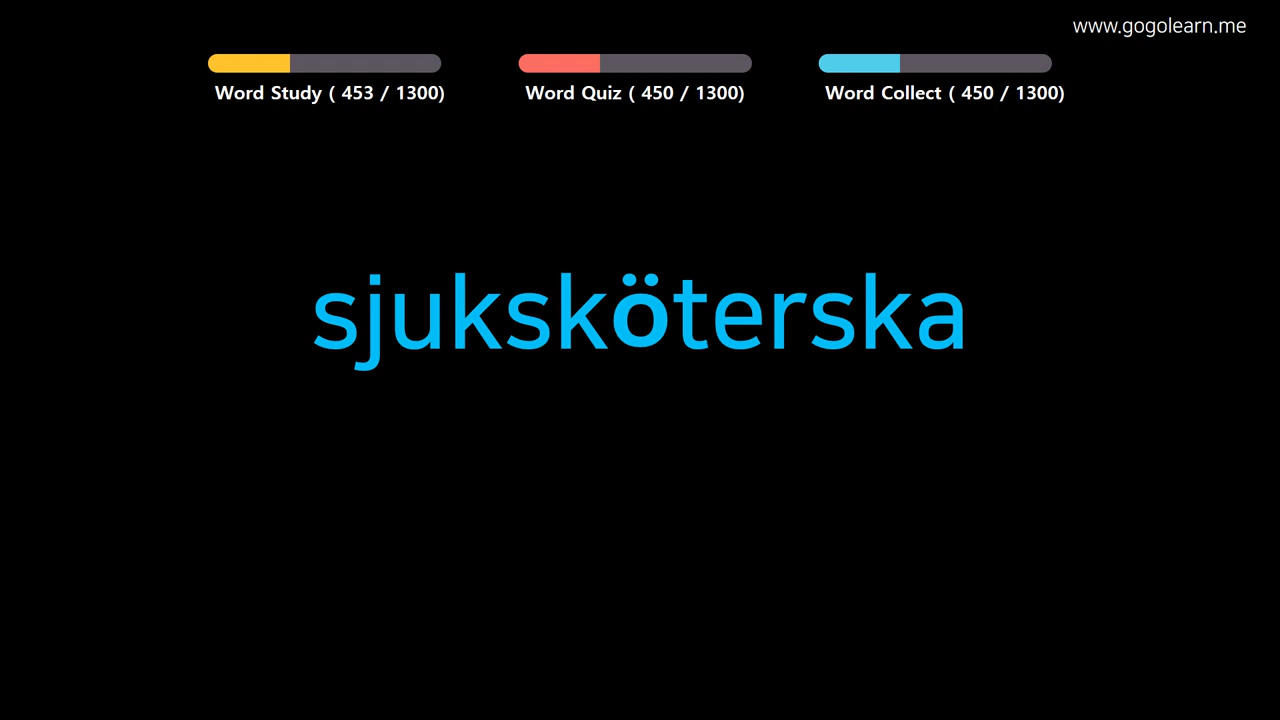 www.gogolearn.me
Word Study ( 453 / 1300)
Word Quiz ( 450 / 1300)
Word Collect ( 450 / 1300)
sjuksköterska